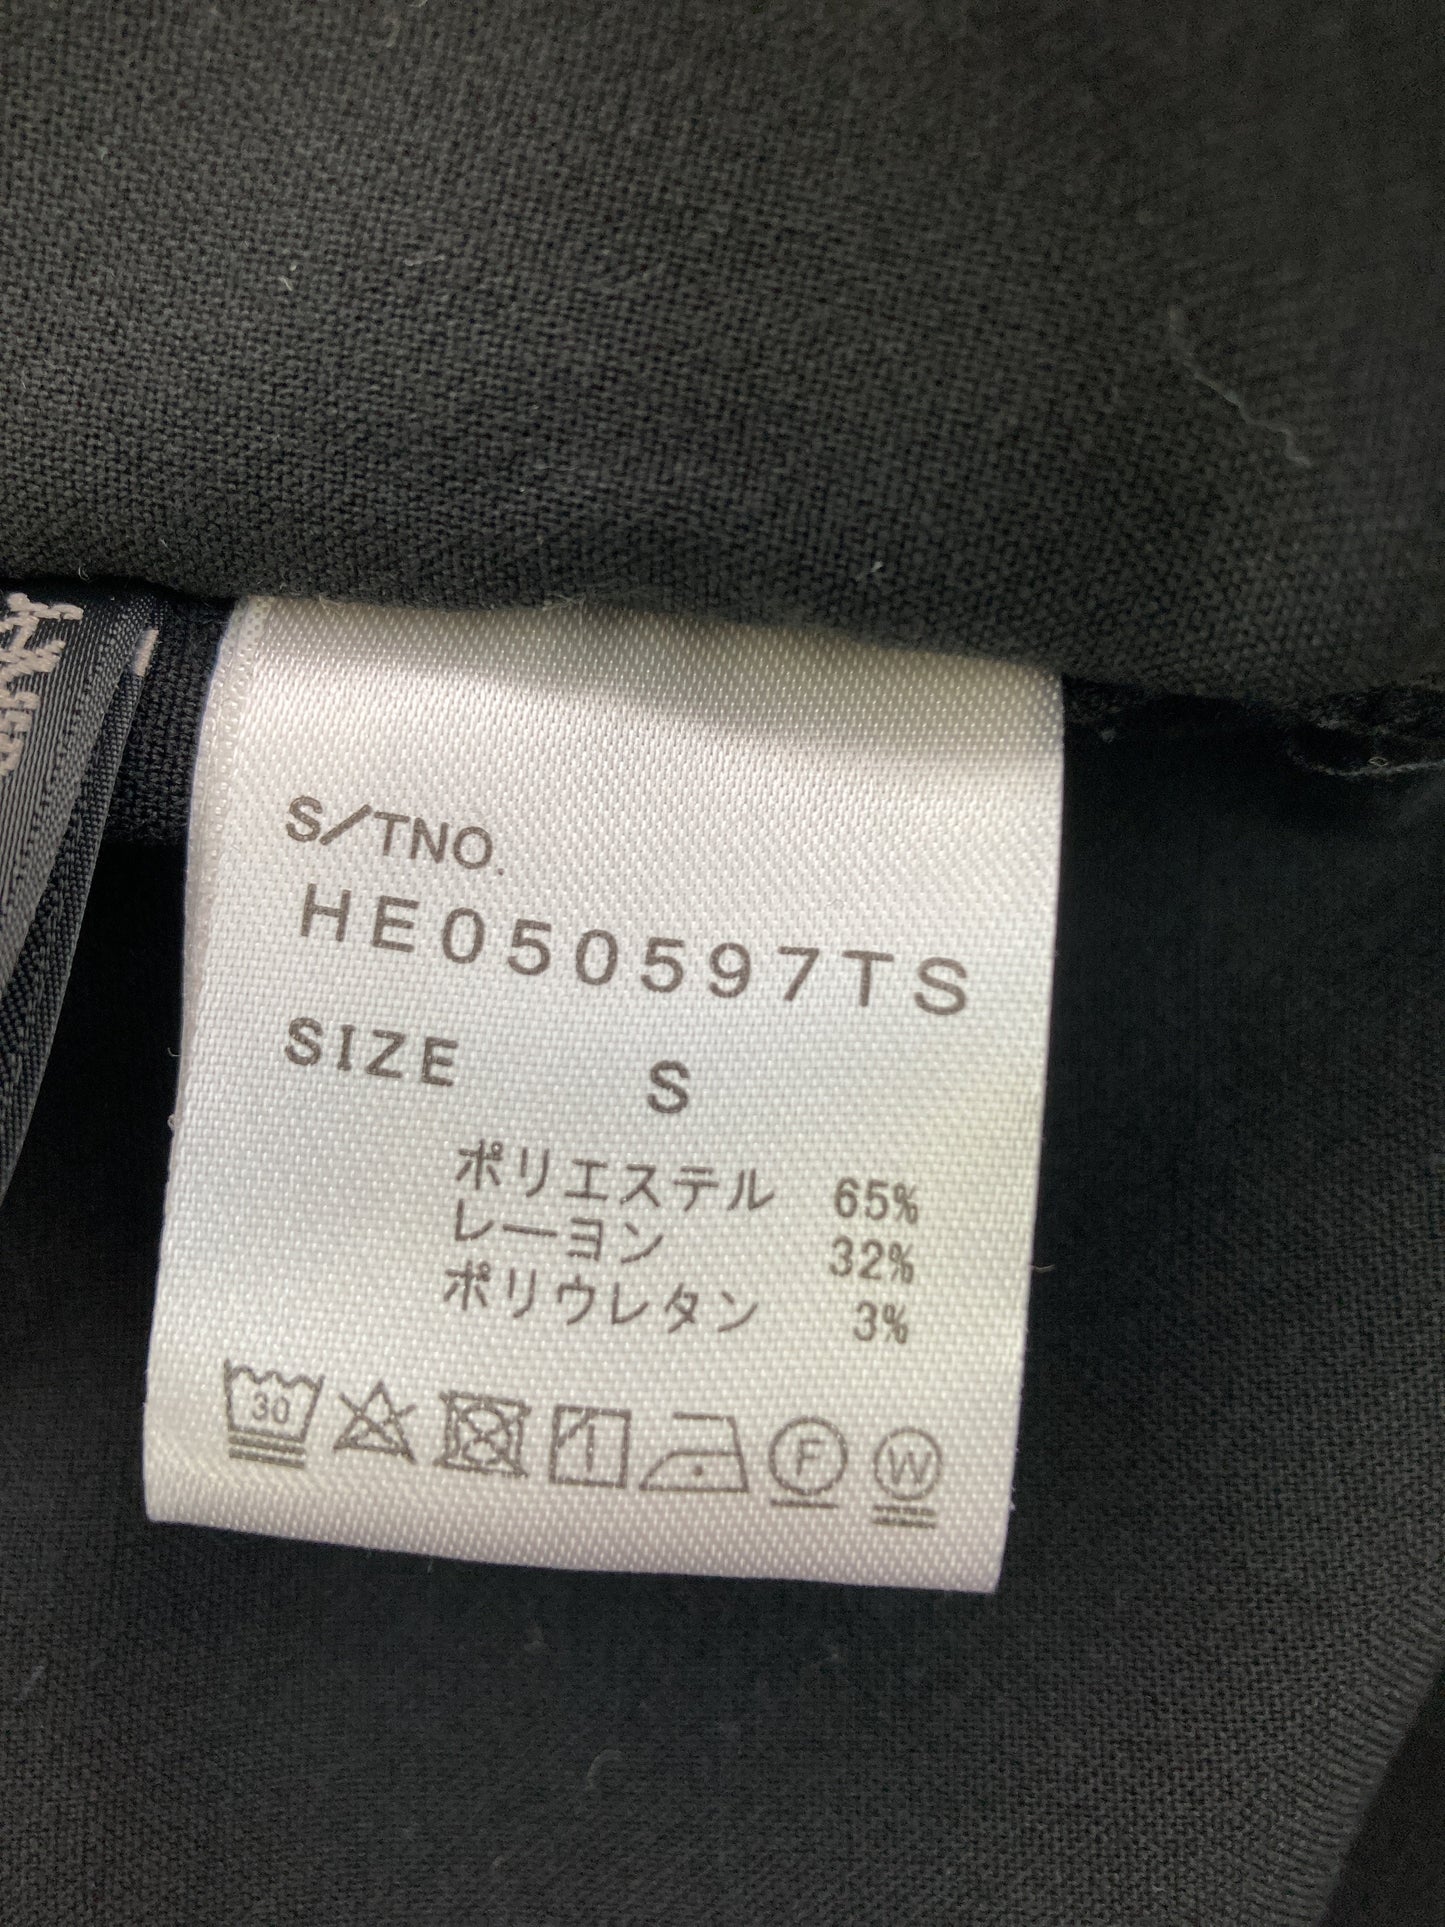 S/TNO.
HE050597TS
SIZE S
ポリエステル 65%
レーヨン 32%
ポリウレタン 3%
30 F W